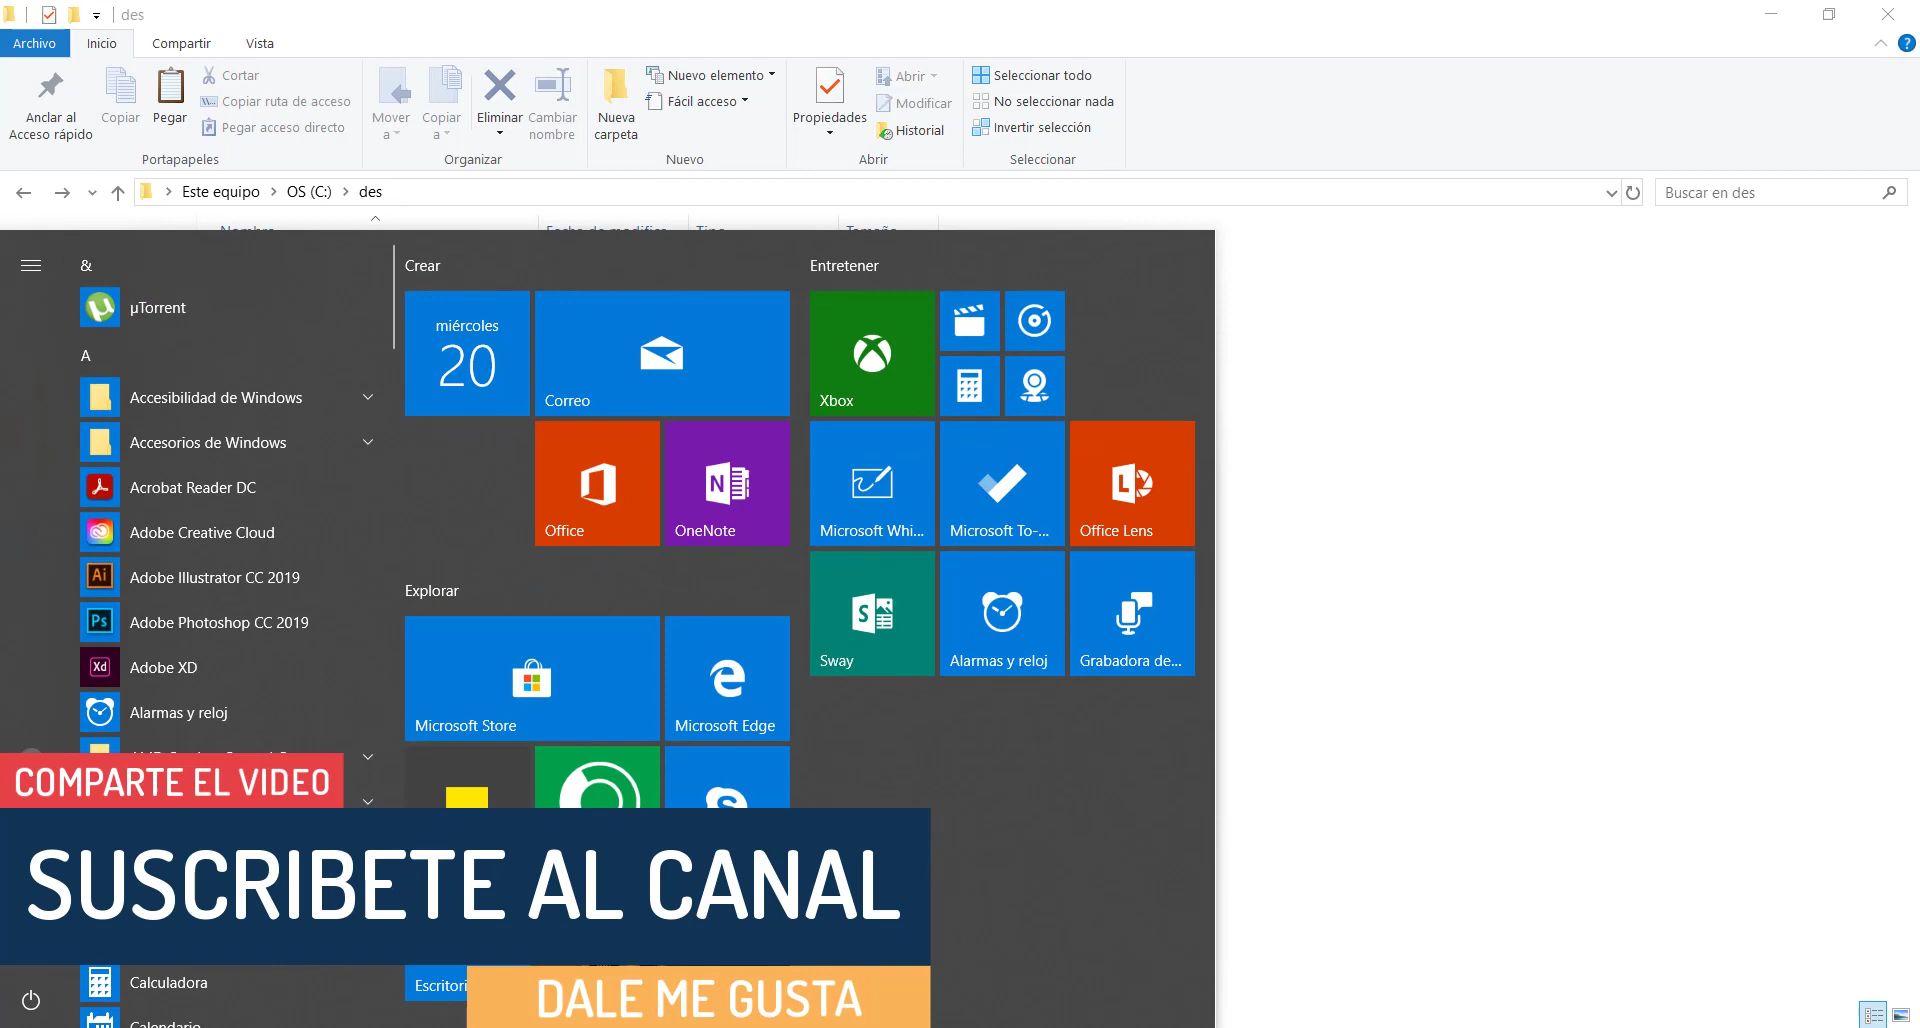 des
Archivo
Inicio
Compartir
Vista
Anclar al
Acceso rápido
Copiar
Pegar
Cortar
Copiar ruta de acceso
Pegar acceso directo
Portapapeles
Mover
a
Copiar
a
Eliminar
Cambiar
nombre
Organizar
Nueva
carpeta
Nuevo elemento
Fácil acceso
Nuevo
Propiedades
Abrir
Modificar
Historial
Abrir
Seleccionar todo
No seleccionar nada
Invertir selección
Seleccionar
Este equipo
OS (C:)
des
Buscar en des
&
µTorrent
A
Accesibilidad de Windows
Accesorios de Windows
Acrobat Reader DC
Adobe Creative Cloud
Ai
Adobe Illustrator CC 2019
Ps
Adobe Photoshop CC 2019
Xd
Adobe XD
Alarmas y reloj
Calculadora
Calendario
Crear
miércoles
20
Correo
Office
N
OneNote
Explorar
Microsoft Store
Microsoft Edge
Escritori
Entretener
Xbox
Microsoft Whi...
Microsoft To-...
L
Office Lens
S
Sway
Alarmas y reloj
Grabadora de...
COMPARTE EL VIDEO
SUSCRIBETE AL CANAL
DALE ME GUSTA